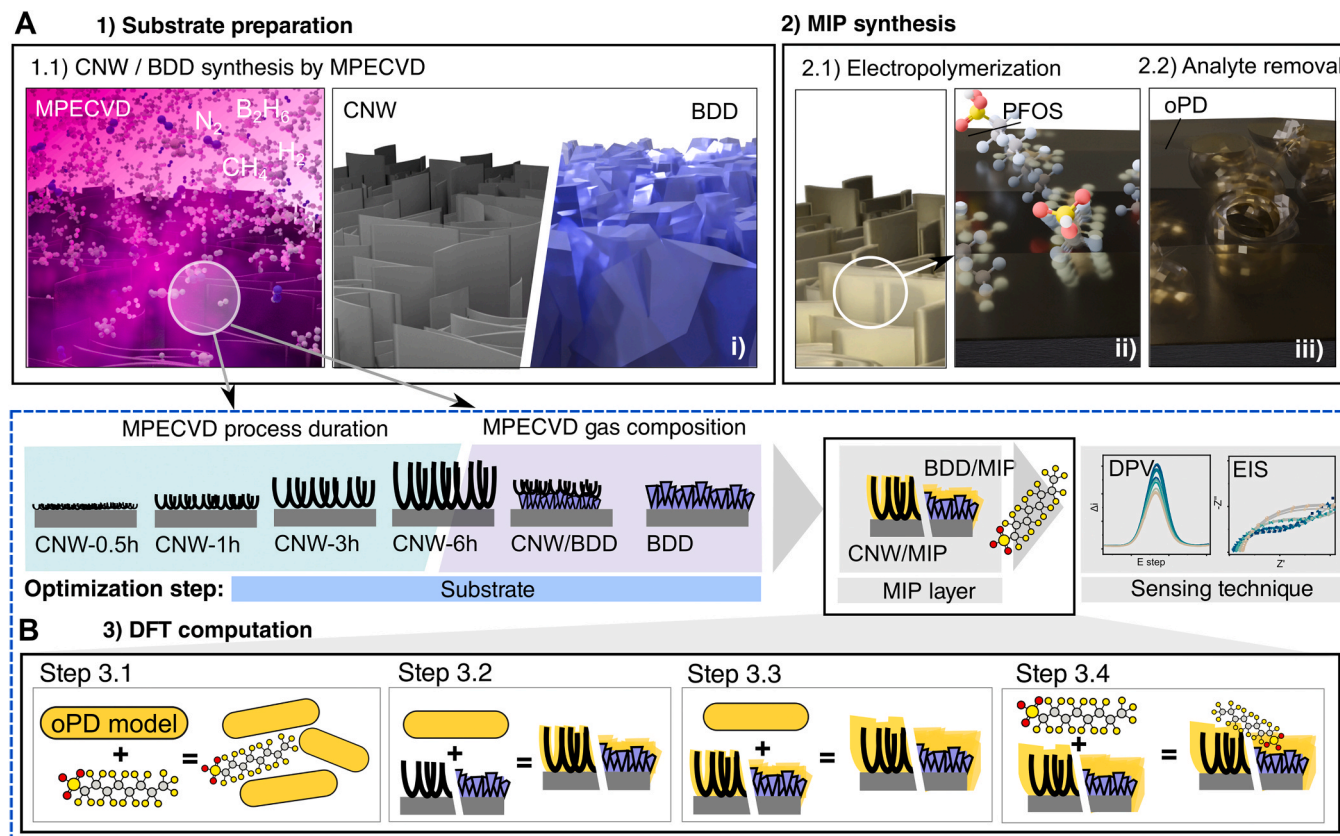 A
1) Substrate preparation
2) MIP synthesis
1.1) CNW / BDD synthesis by MPECVD
2.1) Electropolymerization
2.2) Analyte removal
MPECVD
N2
B2H6
H2
CH4
CNW
BDD
i)
PFOS
ii)
oPD
iii)
MPECVD process duration
MPECVD gas composition
CNW-0.5h
CNW-1h
CNW-3h
CNW-6h
CNW/BDD
BDD
BDD/MIP
CNW/MIP
DPV
Δi
E step
EIS
-Z''
Z'
Optimization step:
Substrate
MIP layer
Sensing technique
B
3) DFT computation
Step 3.1
Step 3.2
Step 3.3
Step 3.4
oPD model
+
=
+
=
+
=
+
=